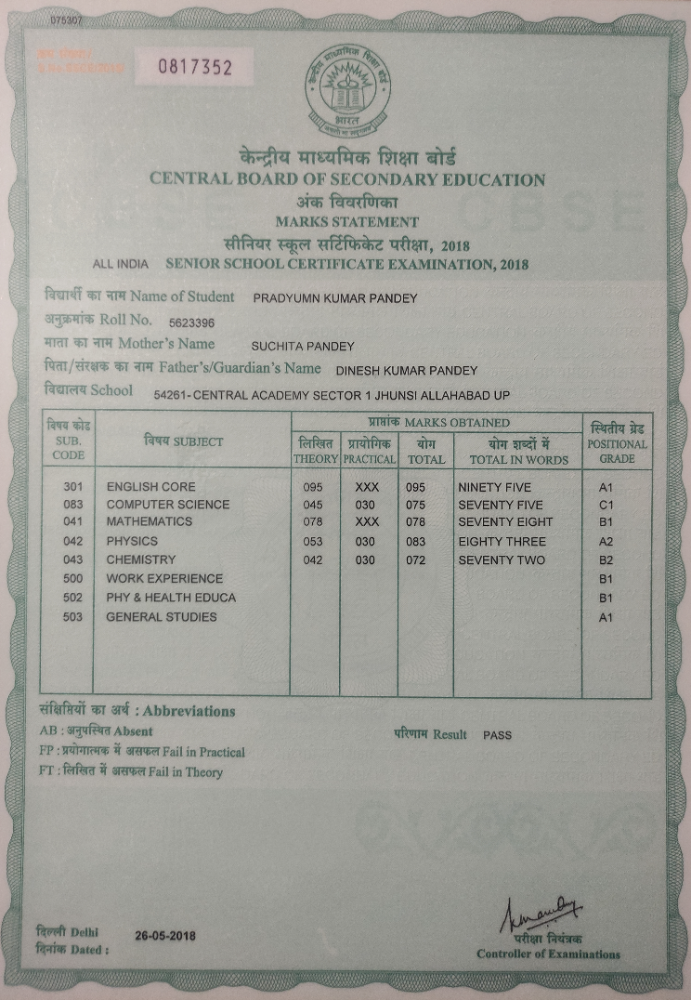 075307
0817352
केन्द्रीय माध्यमिक शिक्षा बोर्ड
भारत
केन्द्रीय माध्यमिक शिक्षा बोर्ड
CENTRAL BOARD OF SECONDARY EDUCATION
अंक विवरणिका
MARKS STATEMENT
सीनियर स्कूल सर्टिफिकेट परीक्षा, 2018
ALL INDIA SENIOR SCHOOL CERTIFICATE EXAMINATION, 2018
विद्यार्थी का नाम Name of Student PRADYUMN KUMAR PANDEY
अनुक्रमांक Roll No. 5623396
माता का नाम Mother's Name SUCHITA PANDEY
पिता/संरक्षक का नाम Father's/Guardian's Name DINESH KUMAR PANDEY
विद्यालय School 54261-CENTRAL ACADEMY SECTOR 1 JHUNSI ALLAHABAD UP
विषय कोड SUB. CODE विषय SUBJECT प्राप्तांक MARKS OBTAINED स्थितीय ग्रेड POSITIONAL GRADE
लिखित THEORY प्रायोगिक PRACTICAL योग TOTAL योग शब्दों में TOTAL IN WORDS
301 ENGLISH CORE 095 XXX 095 NINETY FIVE A1
083 COMPUTER SCIENCE 045 030 075 SEVENTY FIVE C1
041 MATHEMATICS 078 XXX 078 SEVENTY EIGHT B1
042 PHYSICS 053 030 083 EIGHTY THREE A2
043 CHEMISTRY 042 030 072 SEVENTY TWO B2
500 WORK EXPERIENCE B1
502 PHY & HEALTH EDUCA B1
503 GENERAL STUDIES A1
संक्षिप्तियों का अर्थ : Abbreviations
AB : अनुपस्थित Absent परिणाम Result PASS
FP : प्रयोगात्मक में असफल Fail in Practical
FT : लिखित में असफल Fail in Theory
दिल्ली Delhi
दिनांक Dated : 26-05-2018
परीक्षा नियंत्रक
Controller of Examinations